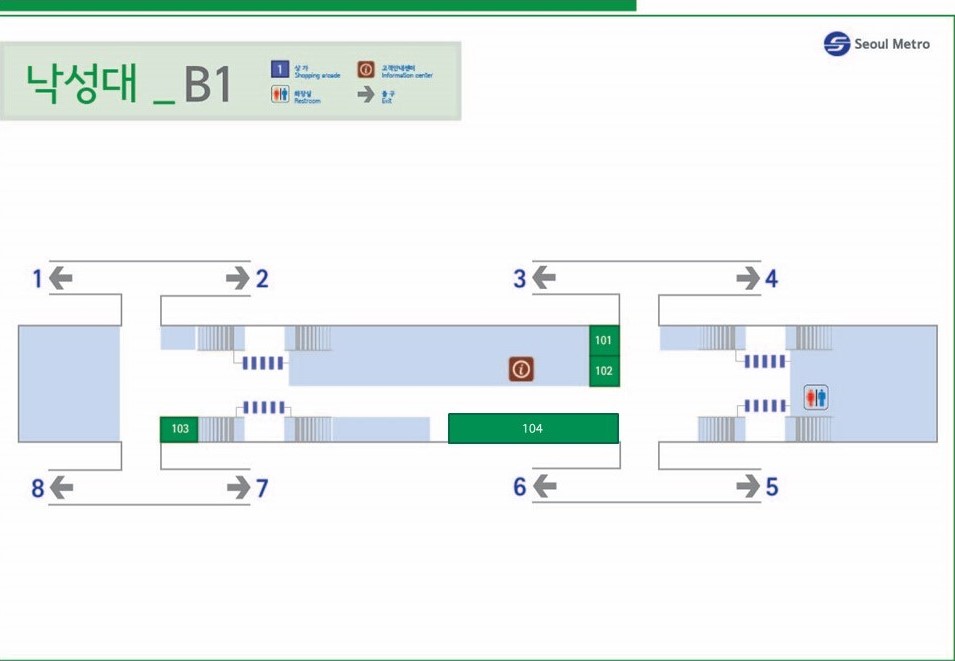 Seoul Metro
낙성대 _ B1
1 상 가
Shopping arcade
고객안내센터
Information center
화장실
Restroom
출 구
Exit
1 2 3 4
101
102
103
104
8 7 6 5